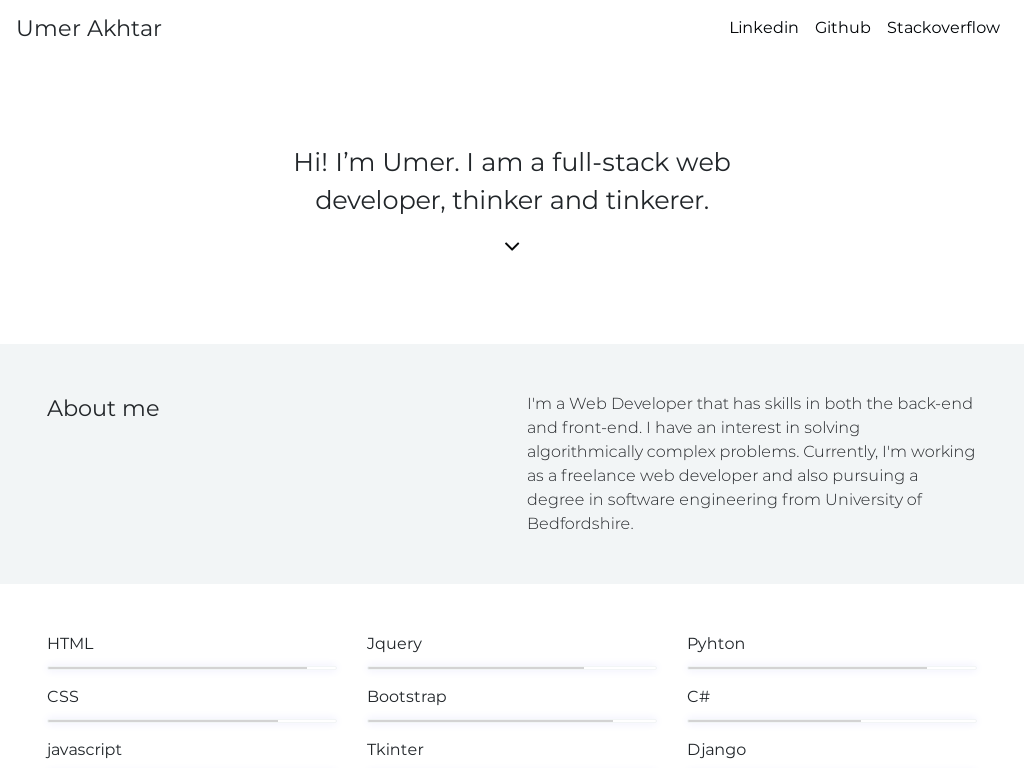 Umer Akhtar
Linkedin Github Stackoverflow
Hi! I’m Umer. I am a full-stack web
developer, thinker and tinkerer.
About me
I'm a Web Developer that has skills in both the back-end
and front-end. I have an interest in solving
algorithmically complex problems. Currently, I'm working
as a freelance web developer and also pursuing a
degree in software engineering from University of
Bedfordshire.
HTML
Jquery
Pyhton
CSS
Bootstrap
C#
javascript
Tkinter
Django